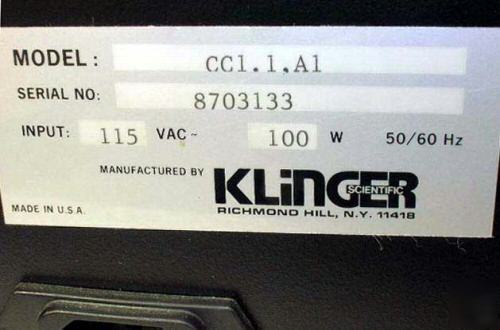 MODEL: CC1.1,A1
SERIAL NO: 8703133
INPUT: 115 VAC~ 100 W 50/60 Hz
MANUFACTURED BY KLiNGER SCIENTIFIC
RICHMOND HILL, N.Y. 11418
MADE IN U.S.A.